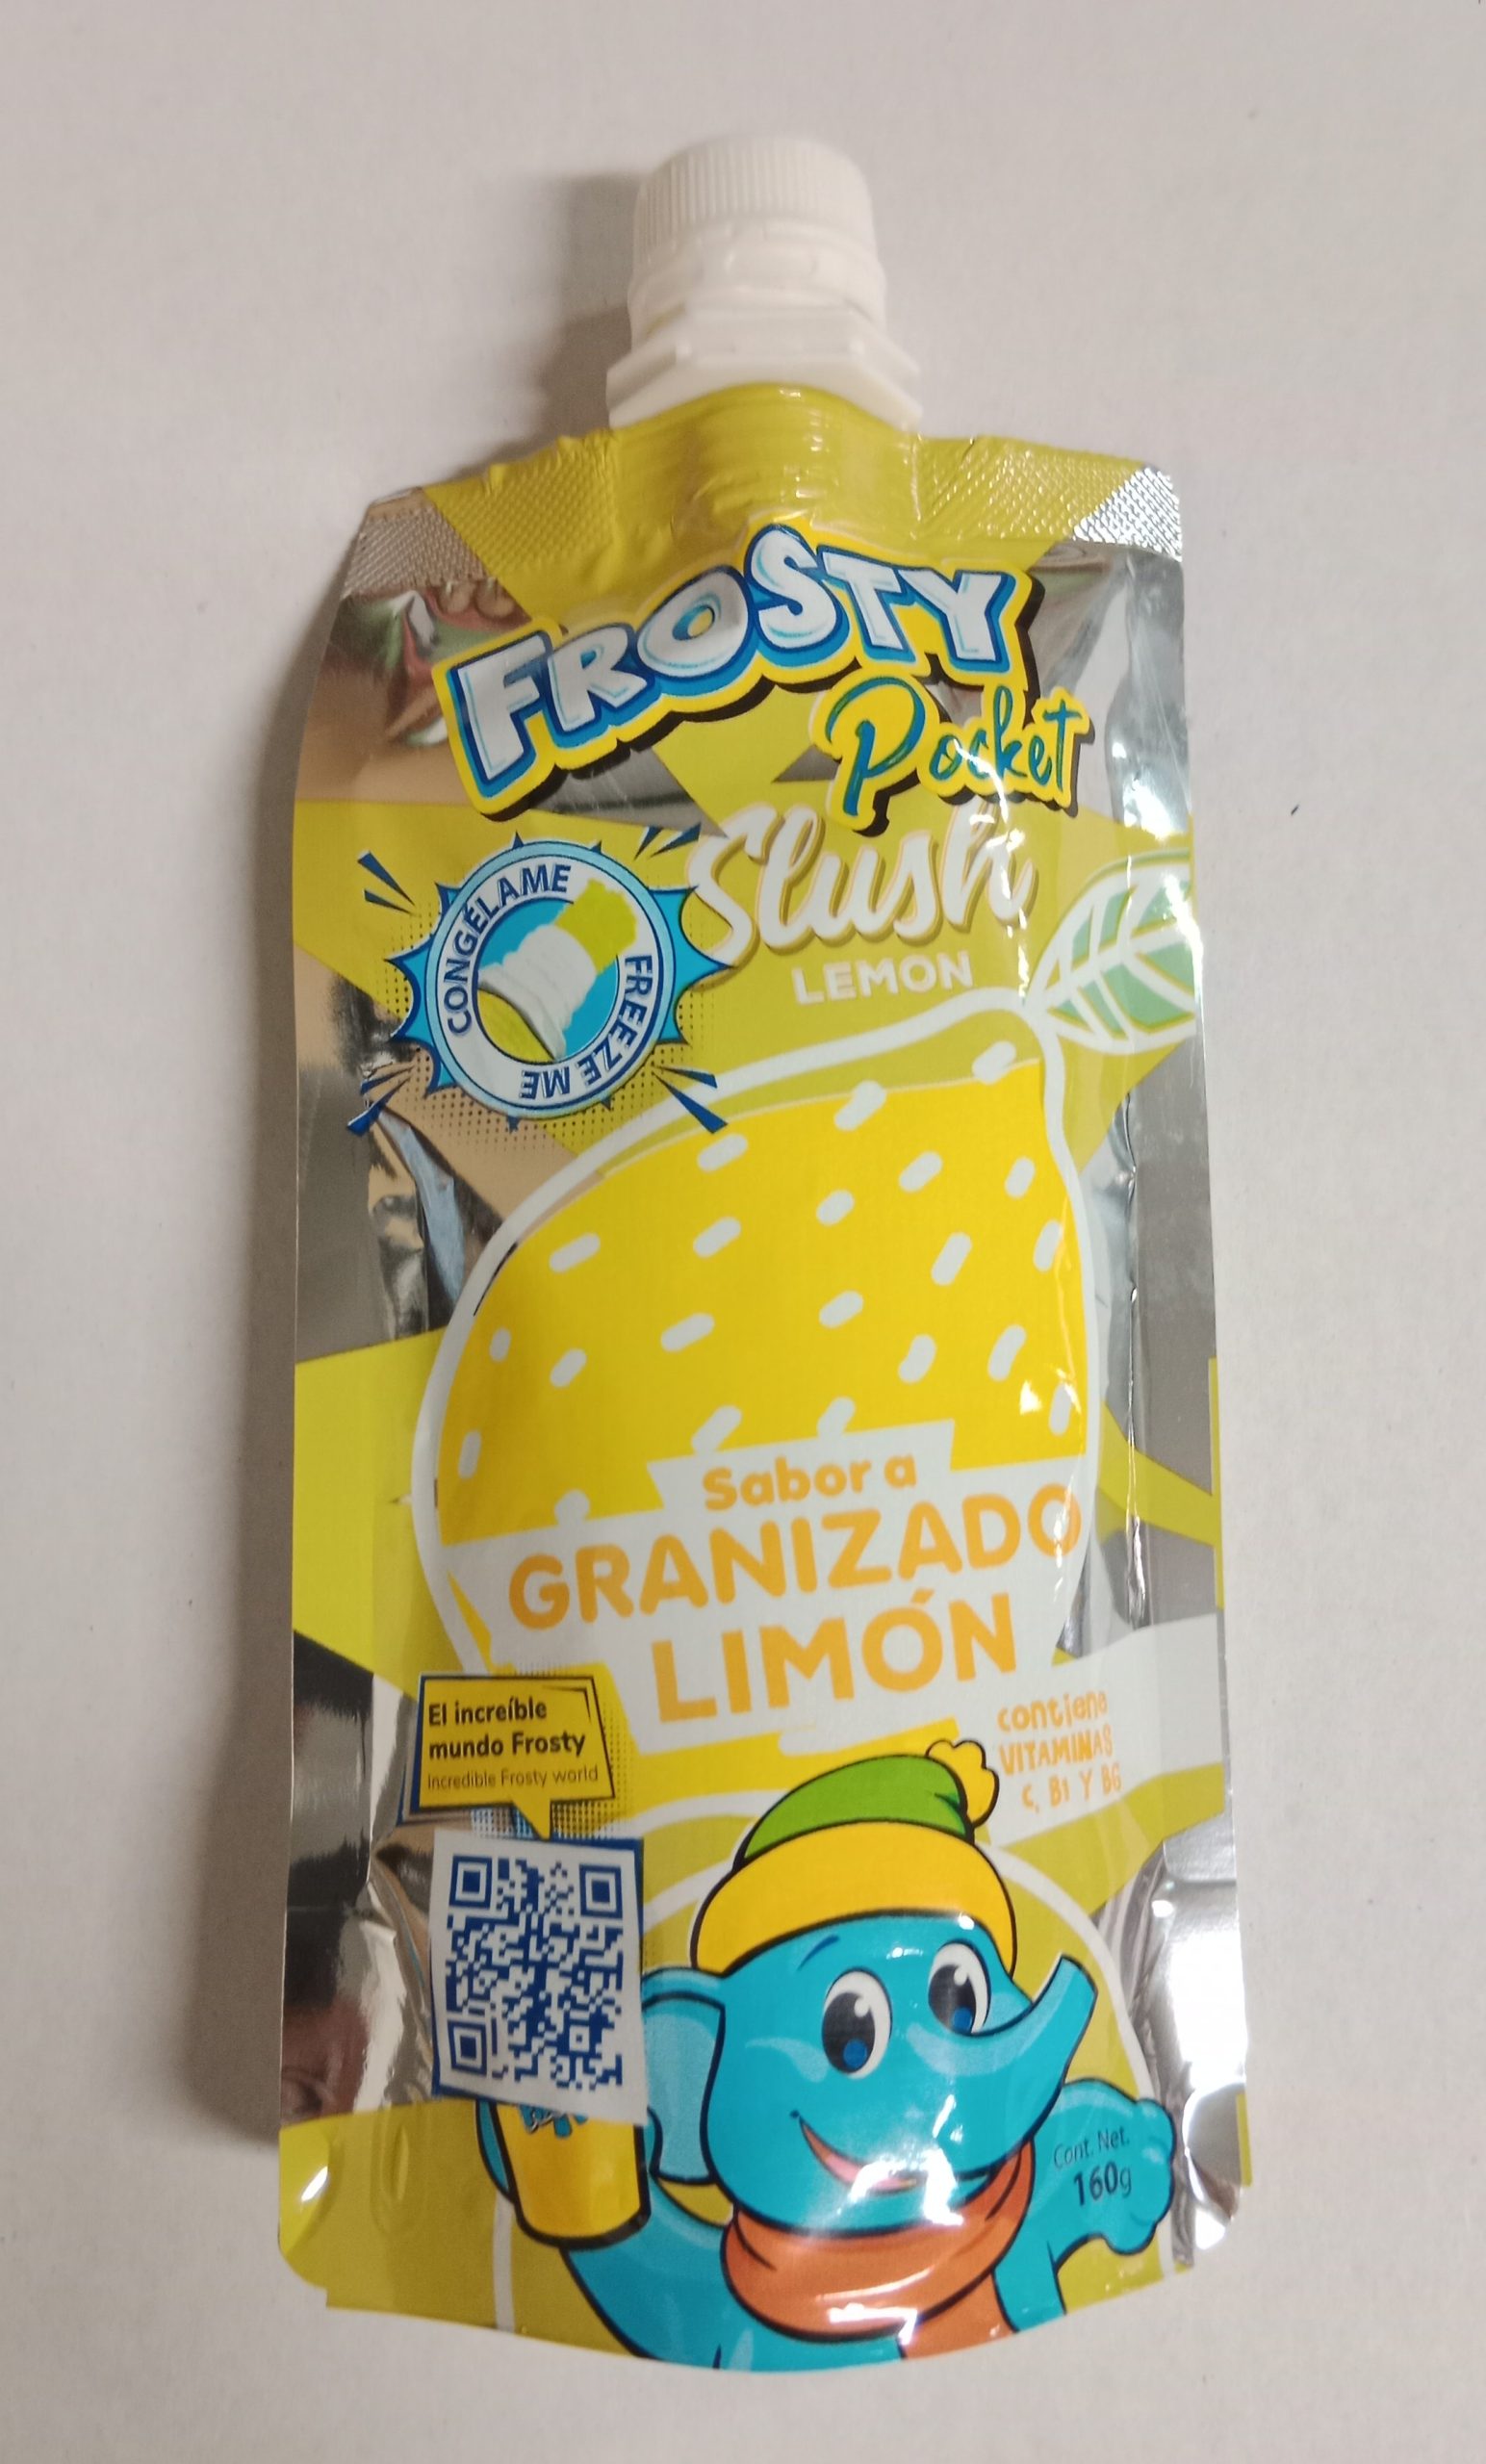 FROSTY
Pocket
Slush
LEMON
CONGÉLAME
FREEZE ME
Sabor a
GRANIZADO
LIMÓN
El increíble
mundo Frosty
Incredible Frosty world
contiene
VITAMINAS
C, B1 Y B6
Cont. Net.
160g